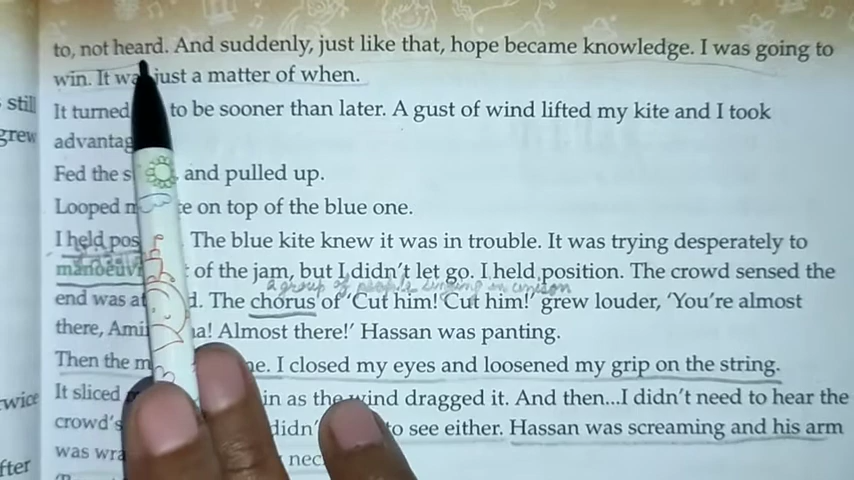 to, not heard. And suddenly, just like that, hope became knowledge. I was going to
win. It was just a matter of when.
still It turned to be sooner than later. A gust of wind lifted my kite and I took
grew advantag
Fed the s and pulled up.
Looped on top of the blue one.
I held pos The blue kite knew it was in trouble. It was trying desperately to
manoeuv of the jam, but I didn't let go. I held position. The crowd sensed the
a group of people singing in unison
end was at The chorus of 'Cut him! Cut him!' grew louder, 'You're almost
there, Ami Almost there!' Hassan was panting.
Then the m I closed my eyes and loosened my grip on the string.
twice It sliced in as the wind dragged it. And then...I didn't need to hear the
crowd's didn' to see either. Hassan was screaming and his arm
fter was wra nec